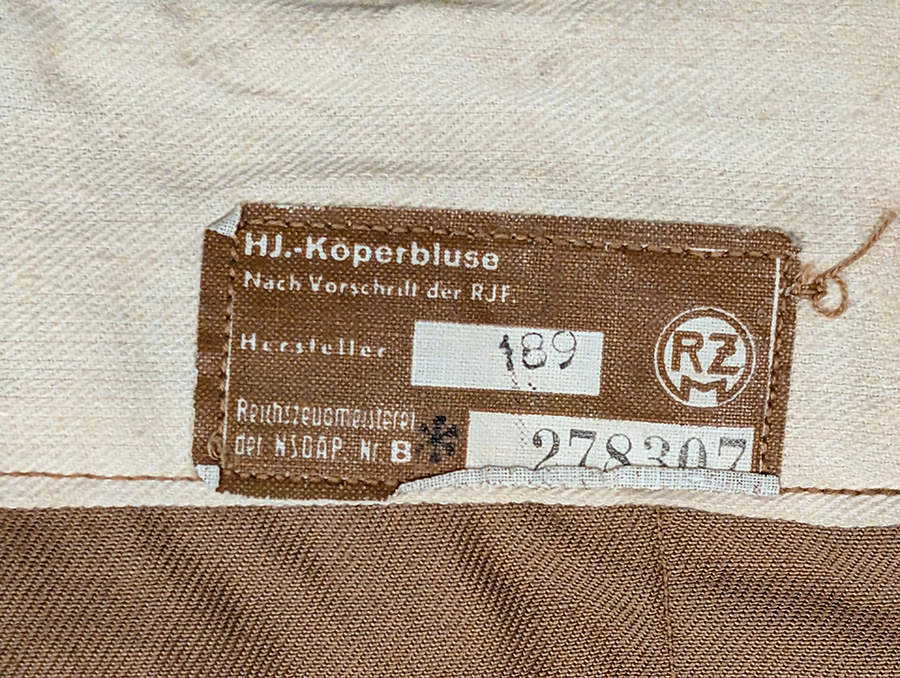 HJ.-Köperbluse
Nach Vorschrift der RJF.
Hersteller 189
RZM
Reichszeugmeisterei
der NSDAP. Nr. B * 278307